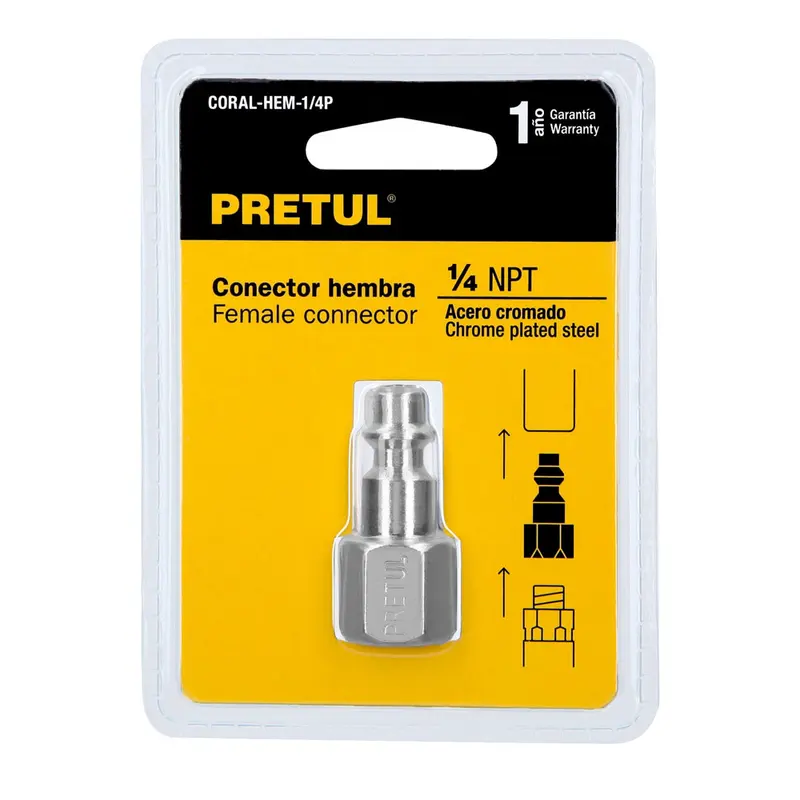 CORAL-HEM-1/4P
1 año Garantía
Warranty
PRETUL®
Conector hembra
Female connector
1/4 NPT
Acero cromado
Chrome plated steel
PRETUL